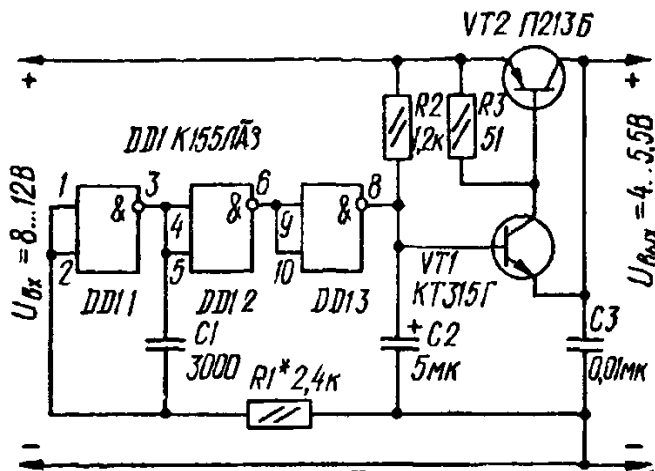 VT2 П213Б
+
+
R2
1,2к
R3
51
DD1 К155ЛА3
Uвх = 8...12В
Uвых = 4..5,5В
1
2
&
3
4
5
&
6
9
10
&
8
DD1 1
DD1 2
DD1 3
VT1
КТ315Г
C1
3000
R1* 2,4к
+ C2
5мк
C3
0,01мк
−
−